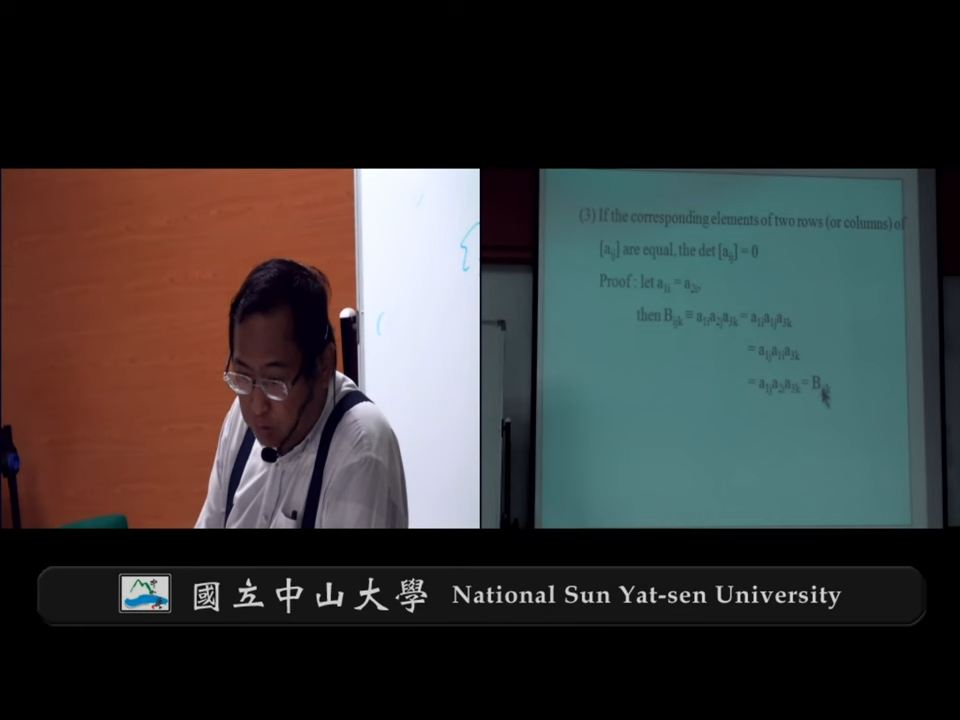 (3) If the corresponding elements of two rows (or columns) of
[aᵢⱼ] are equal, the det [aᵢⱼ] = 0
Proof : let a₁ᵢ = a₂ᵢ,
then Bᵢⱼₖ ≡ a₁ᵢa₂ⱼa₃ₖ = a₁ᵢa₁ⱼa₃ₖ
= a₁ⱼa₁ᵢa₃ₖ
= a₁ⱼa₂ᵢa₃ₖ = B
國立中山大學 National Sun Yat-sen University